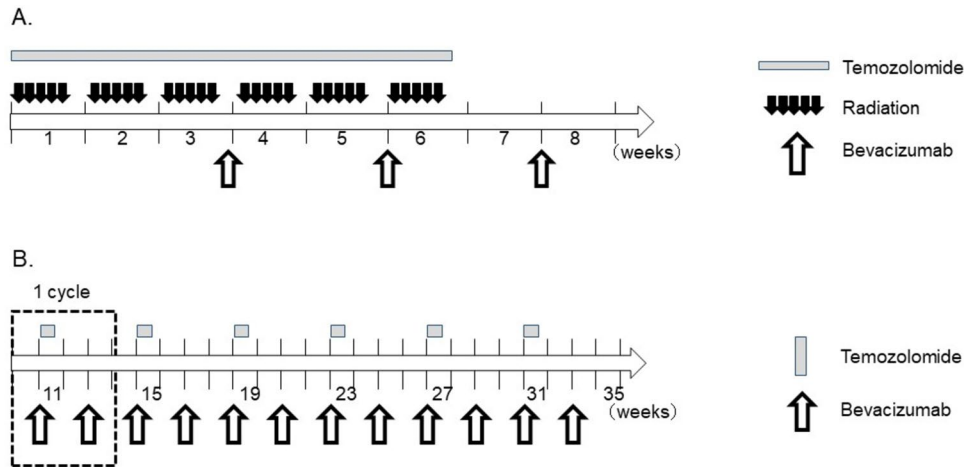 A.
Temozolomide
Radiation
Bevacizumab
1 2 3 4 5 6 7 8
(weeks)
B.
1 cycle
Temozolomide
Bevacizumab
11 15 19 23 27 31 35
(weeks)